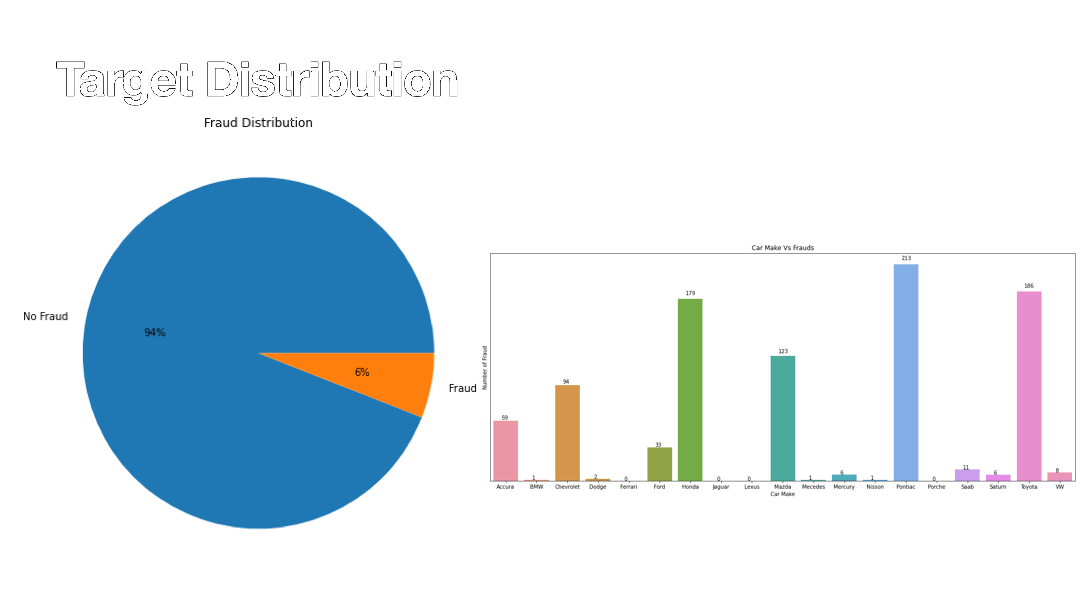 Target Distribution
Fraud Distribution
No Fraud
94%
6%
Fraud
Car Make Vs Frauds
Number of Fraud
59
1
94
2
0
33
179
0
0
123
1
6
1
213
0
11
6
186
8
Accura BMW Chevrolet Dodge Ferrari Ford Honda Jaguar Lexus Mazda Mecedes Mercury Nisson Pontiac Porche Saab Saturn Toyota VW
Car Make